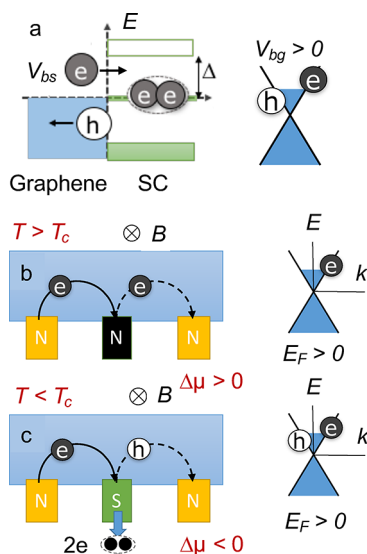 a
E
V_bs
e
Δ
e e
h
Graphene SC
V_bg > 0
h e
T > T_c
⊗ B
b
e e
N N N
Δμ > 0
E
e
k
E_F > 0
T < T_c
⊗ B
c
e h
N S N
2e
Δμ < 0
E
h e
k
E_F > 0